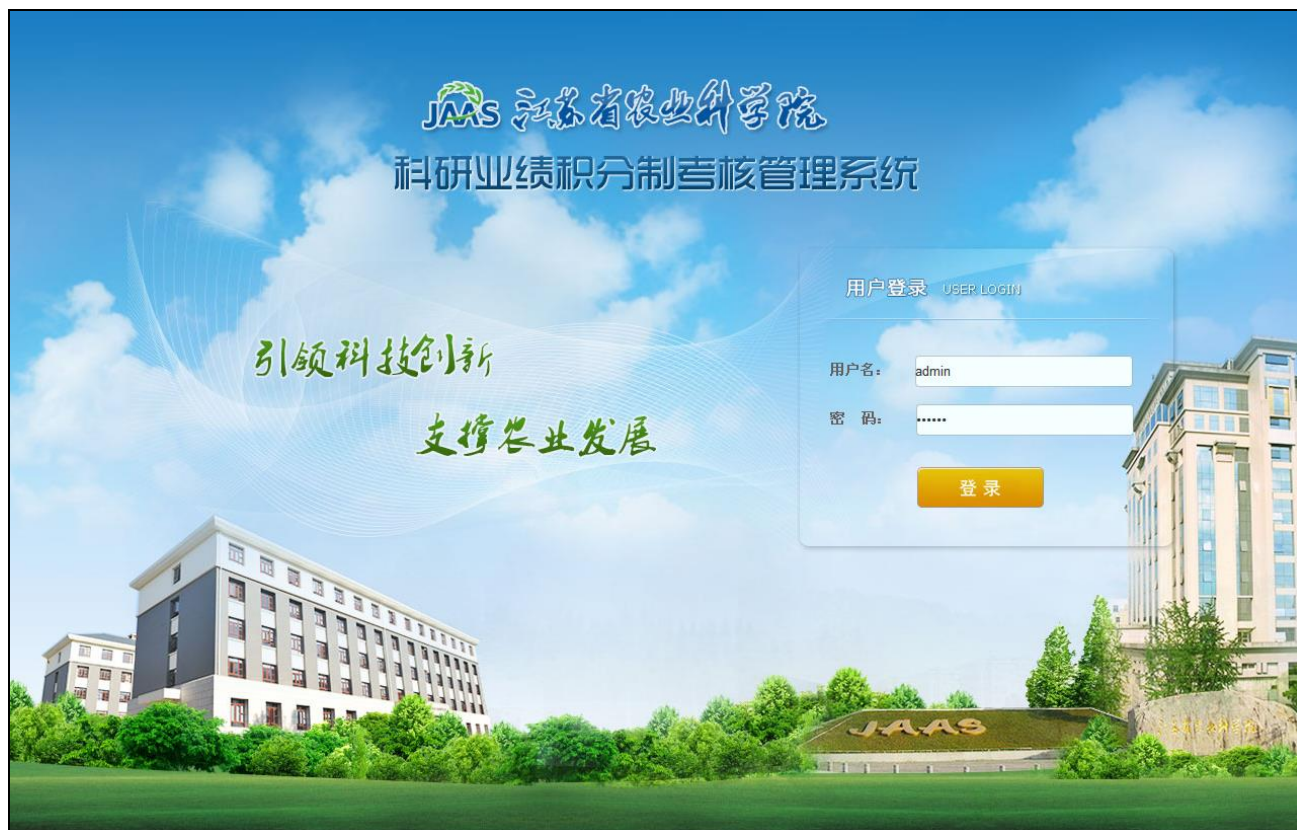 JAAS 江苏省农业科学院
科研业绩积分制考核管理系统
用户登录 USER LOGIN
引领科技创新
支撑农业发展
用户名: admin
密 码: ••••••
登 录
JAAS